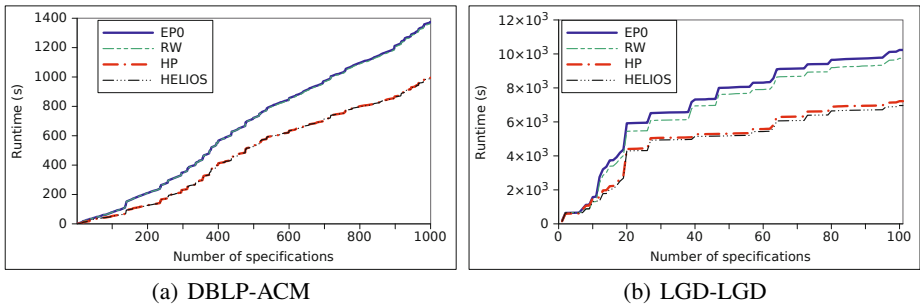 1400
1200
1000
800
600
400
200
0
Runtime (s)
EP0
RW
HP
HELIOS
200
400
600
800
1000
Number of specifications
(a) DBLP-ACM
12×10³
10×10³
8×10³
6×10³
4×10³
2×10³
0
Runtime (s)
EP0
RW
HP
HELIOS
0
20
40
60
80
100
Number of specifications
(b) LGD-LGD